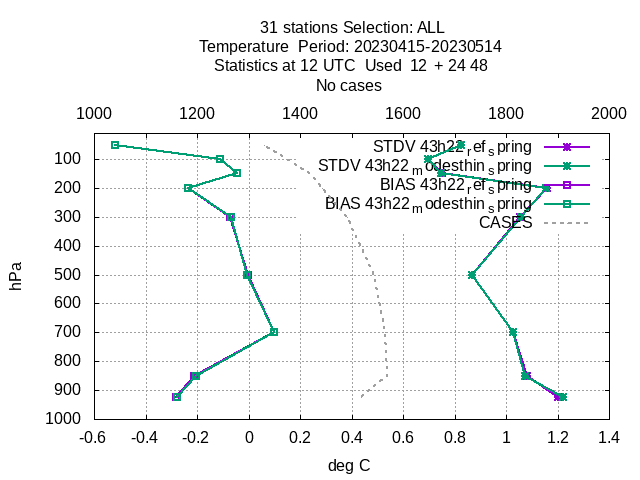 31 stations Selection: ALL
Temperature  Period: 20230415-20230514
Statistics at 12 UTC  Used  12  + 24 48
No cases
1000 1200 1400 1600 1800 2000
STDV 43h22_ref_spring
STDV 43h22_modesthin_spring
BIAS 43h22_ref_spring
BIAS 43h22_modesthin_spring
CASES
100
200
300
400
500
600
700
800
900
1000
hPa
-0.6 -0.4 -0.2 0 0.2 0.4 0.6 0.8 1 1.2 1.4
deg C